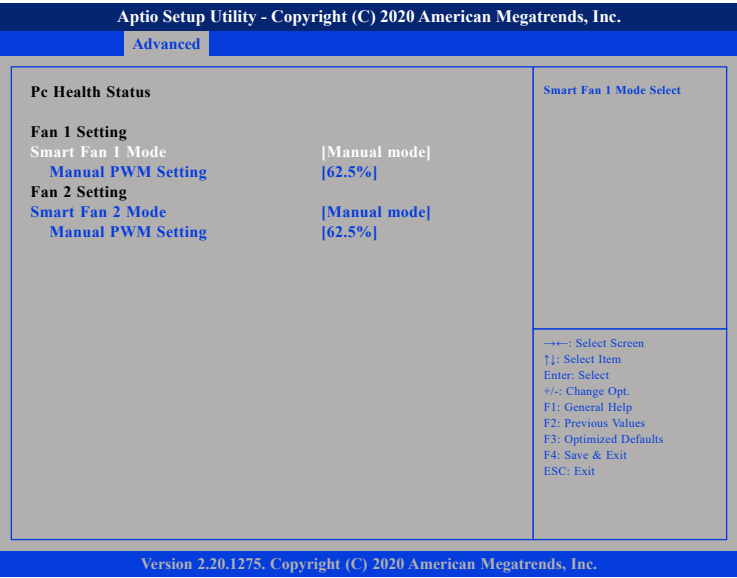 Aptio Setup Utility - Copyright (C) 2020 American Megatrends, Inc.
Advanced
Pc Health Status
Fan 1 Setting
Smart Fan 1 Mode [Manual mode]
Manual PWM Setting [62.5%]
Fan 2 Setting
Smart Fan 2 Mode [Manual mode]
Manual PWM Setting [62.5%]
Smart Fan 1 Mode Select
→←: Select Screen
↑↓: Select Item
Enter: Select
+/-: Change Opt.
F1: General Help
F2: Previous Values
F3: Optimized Defaults
F4: Save & Exit
ESC: Exit
Version 2.20.1275. Copyright (C) 2020 American Megatrends, Inc.